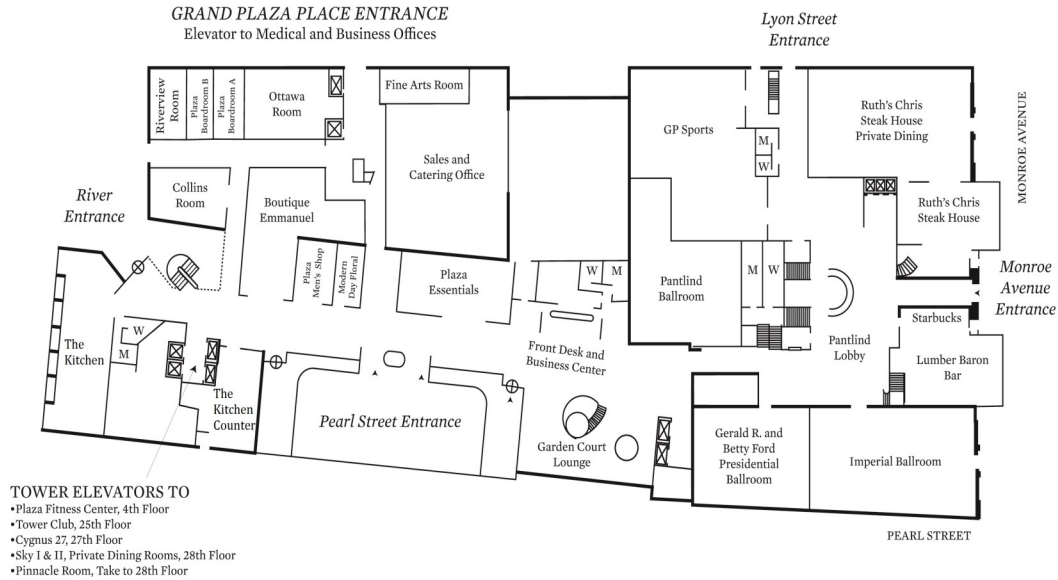 GRAND PLAZA PLACE ENTRANCE
Elevator to Medical and Business Offices
Lyon Street
Entrance
Riverview
Room
Plaza
Boardroom B
Plaza
Boardroom A
Ottawa
Room
Fine Arts Room
Sales and
Catering Office
GP Sports
M
W
Ruth's Chris
Steak House
Private Dining
MONROE AVENUE
River
Entrance
Collins
Room
Boutique
Emmanuel
Ruth's Chris
Steak House
Plaza
Men's Shop
Modern
Day Floral
Plaza
Essentials
W
M
Pantlind
Ballroom
M
W
Monroe
Avenue
Entrance
Starbucks
The
Kitchen
W
M
Front Desk and
Business Center
Pantlind
Lobby
Lumber Baron
Bar
The
Kitchen
Counter
Pearl Street Entrance
Garden Court
Lounge
Gerald R. and
Betty Ford
Presidential
Ballroom
Imperial Ballroom
TOWER ELEVATORS TO
•Plaza Fitness Center, 4th Floor
•Tower Club, 25th Floor
•Cygnus 27, 27th Floor
•Sky I & II, Private Dining Rooms, 28th Floor
•Pinnacle Room, Take to 28th Floor
PEARL STREET